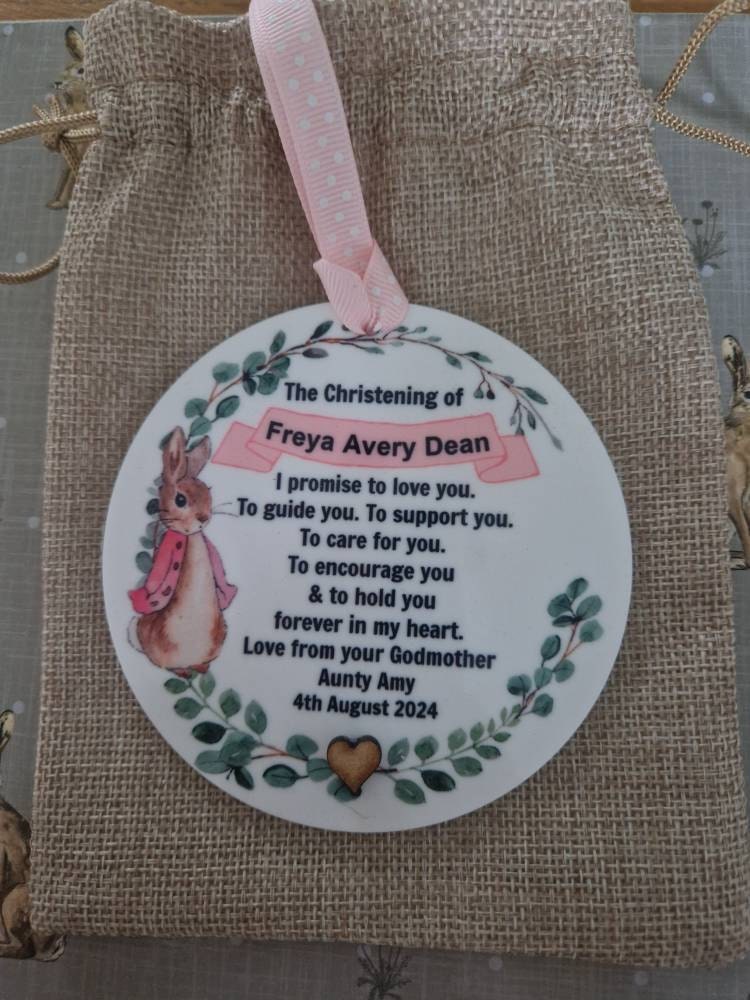 The Christening of
Freya Avery Dean
I promise to love you.
To guide you. To support you.
To care for you.
To encourage you
& to hold you
forever in my heart.
Love from your Godmother
Aunty Amy
4th August 2024